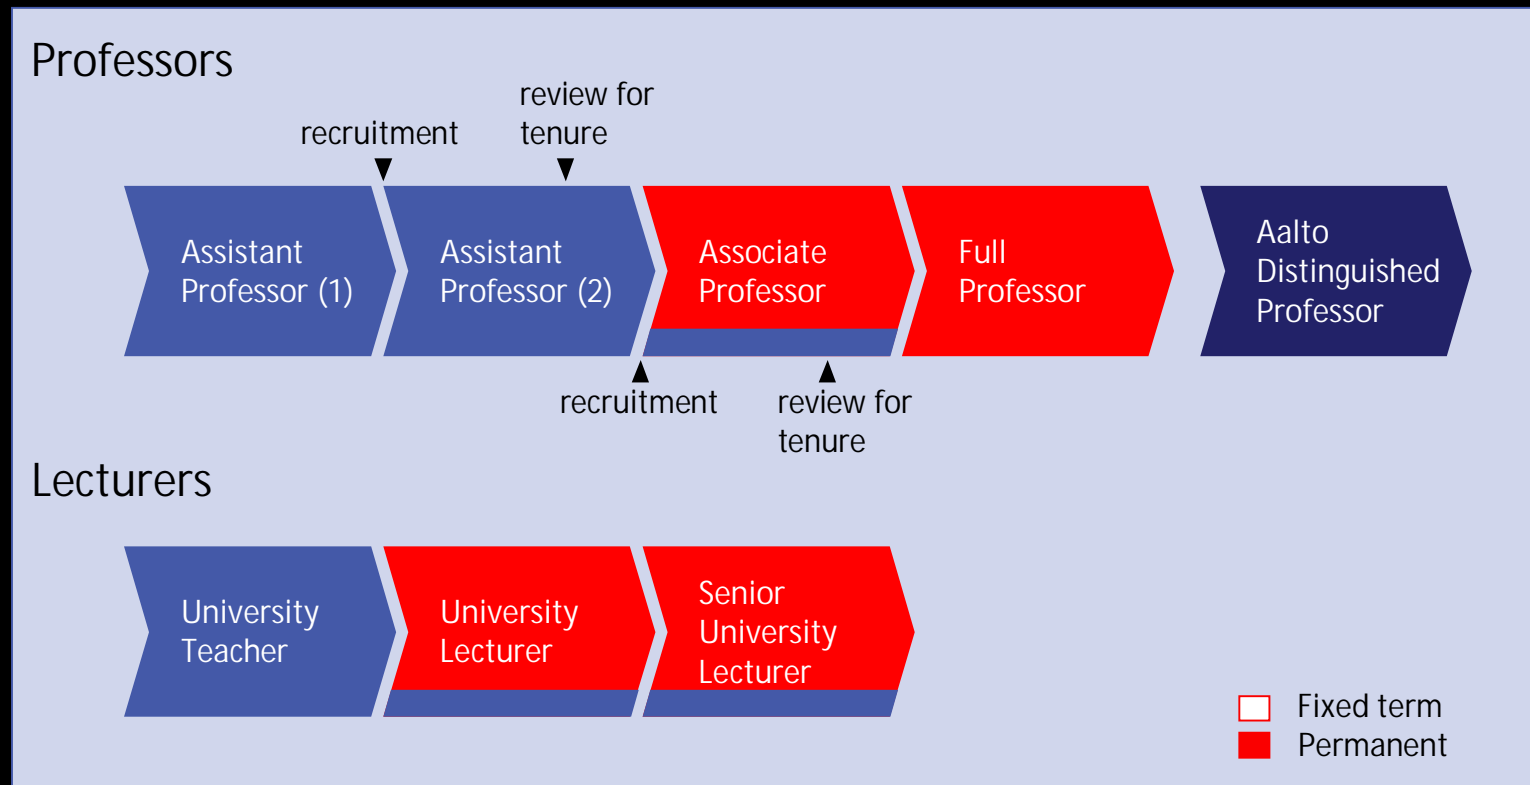 Professors
review for
tenure
recruitment
Assistant
Professor (1)
Assistant
Professor (2)
Associate
Professor
Full
Professor
Aalto
Distinguished
Professor
recruitment
review for
tenure
Lecturers
University
Teacher
University
Lecturer
Senior
University
Lecturer
Fixed term
Permanent